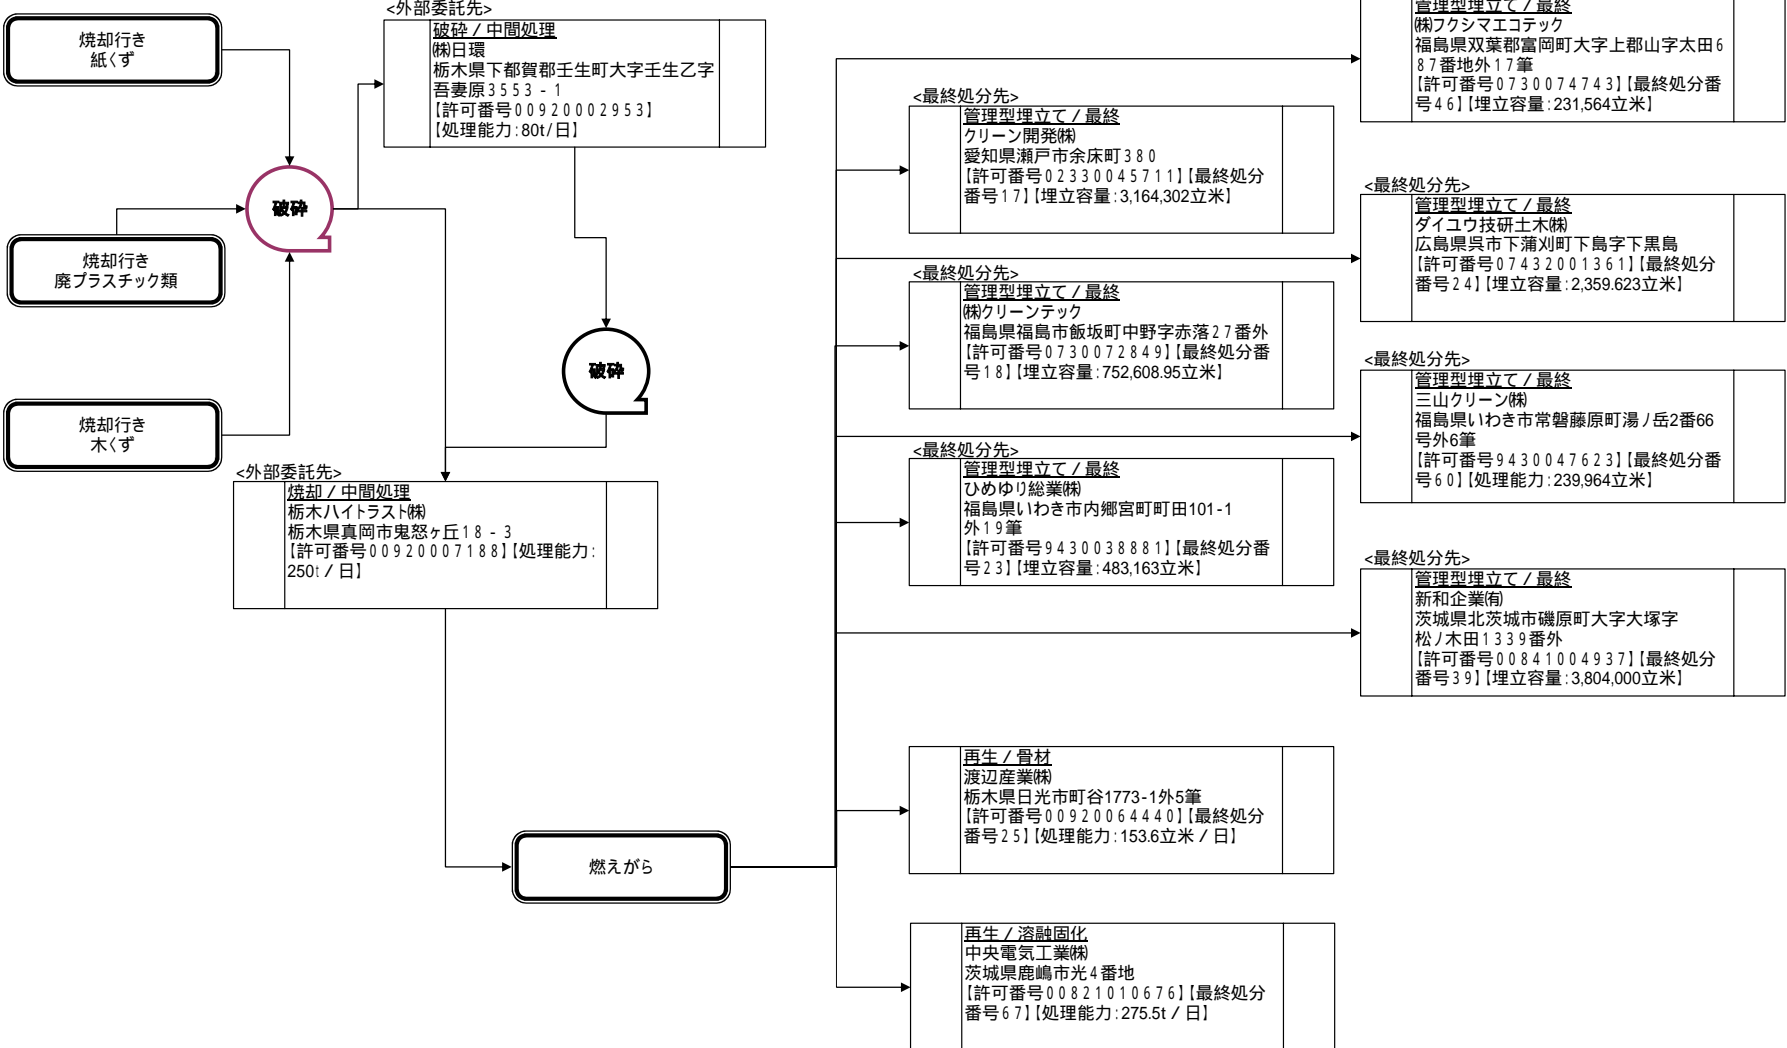 焼却行き
紙くず
焼却行き
廃プラスチック類
焼却行き
木くず
破砕
<外部委託先>
破砕 / 中間処理
㈱日環
栃木県下都賀郡壬生町大字壬生乙字
吾妻原3553 - 1
【許可番号00920002953】
【処理能力:80t/日】
破砕
<外部委託先>
焼却 / 中間処理
栃木ハイトラスト㈱
栃木県真岡市鬼怒ヶ丘18 - 3
【許可番号00920007188】【処理能力:
250t / 日】
燃えがら
<最終処分先>
管理型埋立て / 最終
クリーン開発㈱
愛知県瀬戸市余床町380
【許可番号02330045711】【最終処分
番号17】【埋立容量:3,164,302立米】
<最終処分先>
管理型埋立て / 最終
㈱クリーンテック
福島県福島市飯坂町中野字赤落27番外
【許可番号0730072849】【最終処分番
号18】【埋立容量:752,608.95立米】
<最終処分先>
管理型埋立て / 最終
ひめゆり総業㈱
福島県いわき市内郷宮町町田101-1
外19筆
【許可番号9430038881】【最終処分番
号23】【埋立容量:483,163立米】
再生 / 骨材
渡辺産業㈱
栃木県日光市町谷1773-1外5筆
【許可番号00920064440】【最終処分
番号25】【処理能力:153.6立米 / 日】
再生 / 溶融固化
中央電気工業㈱
茨城県鹿嶋市光4番地
【許可番号00821010676】【最終処分
番号67】【処理能力:275.5t / 日】
管理型埋立て / 最終
㈱フクシマエコテック
福島県双葉郡富岡町大字上郡山字太田6
87番地外17筆
【許可番号0730074743】【最終処分番
号46】【埋立容量:231,564立米】
<最終処分先>
管理型埋立て / 最終
ダイユウ技研土木㈱
広島県呉市下蒲刈町下島字下黒島
【許可番号07432001361】【最終処分
番号24】【埋立容量:2,359.623立米】
<最終処分先>
管理型埋立て / 最終
三山クリーン㈱
福島県いわき市常磐藤原町湯ノ岳2番66
号外6筆
【許可番号9430047623】【最終処分番
号60】【処理能力:239,964立米】
<最終処分先>
管理型埋立て / 最終
新和企業㈲
茨城県北茨城市磯原町大字大塚字
松ノ木田1339番外
【許可番号00841004937】【最終処分
番号39】【埋立容量:3,804,000立米】